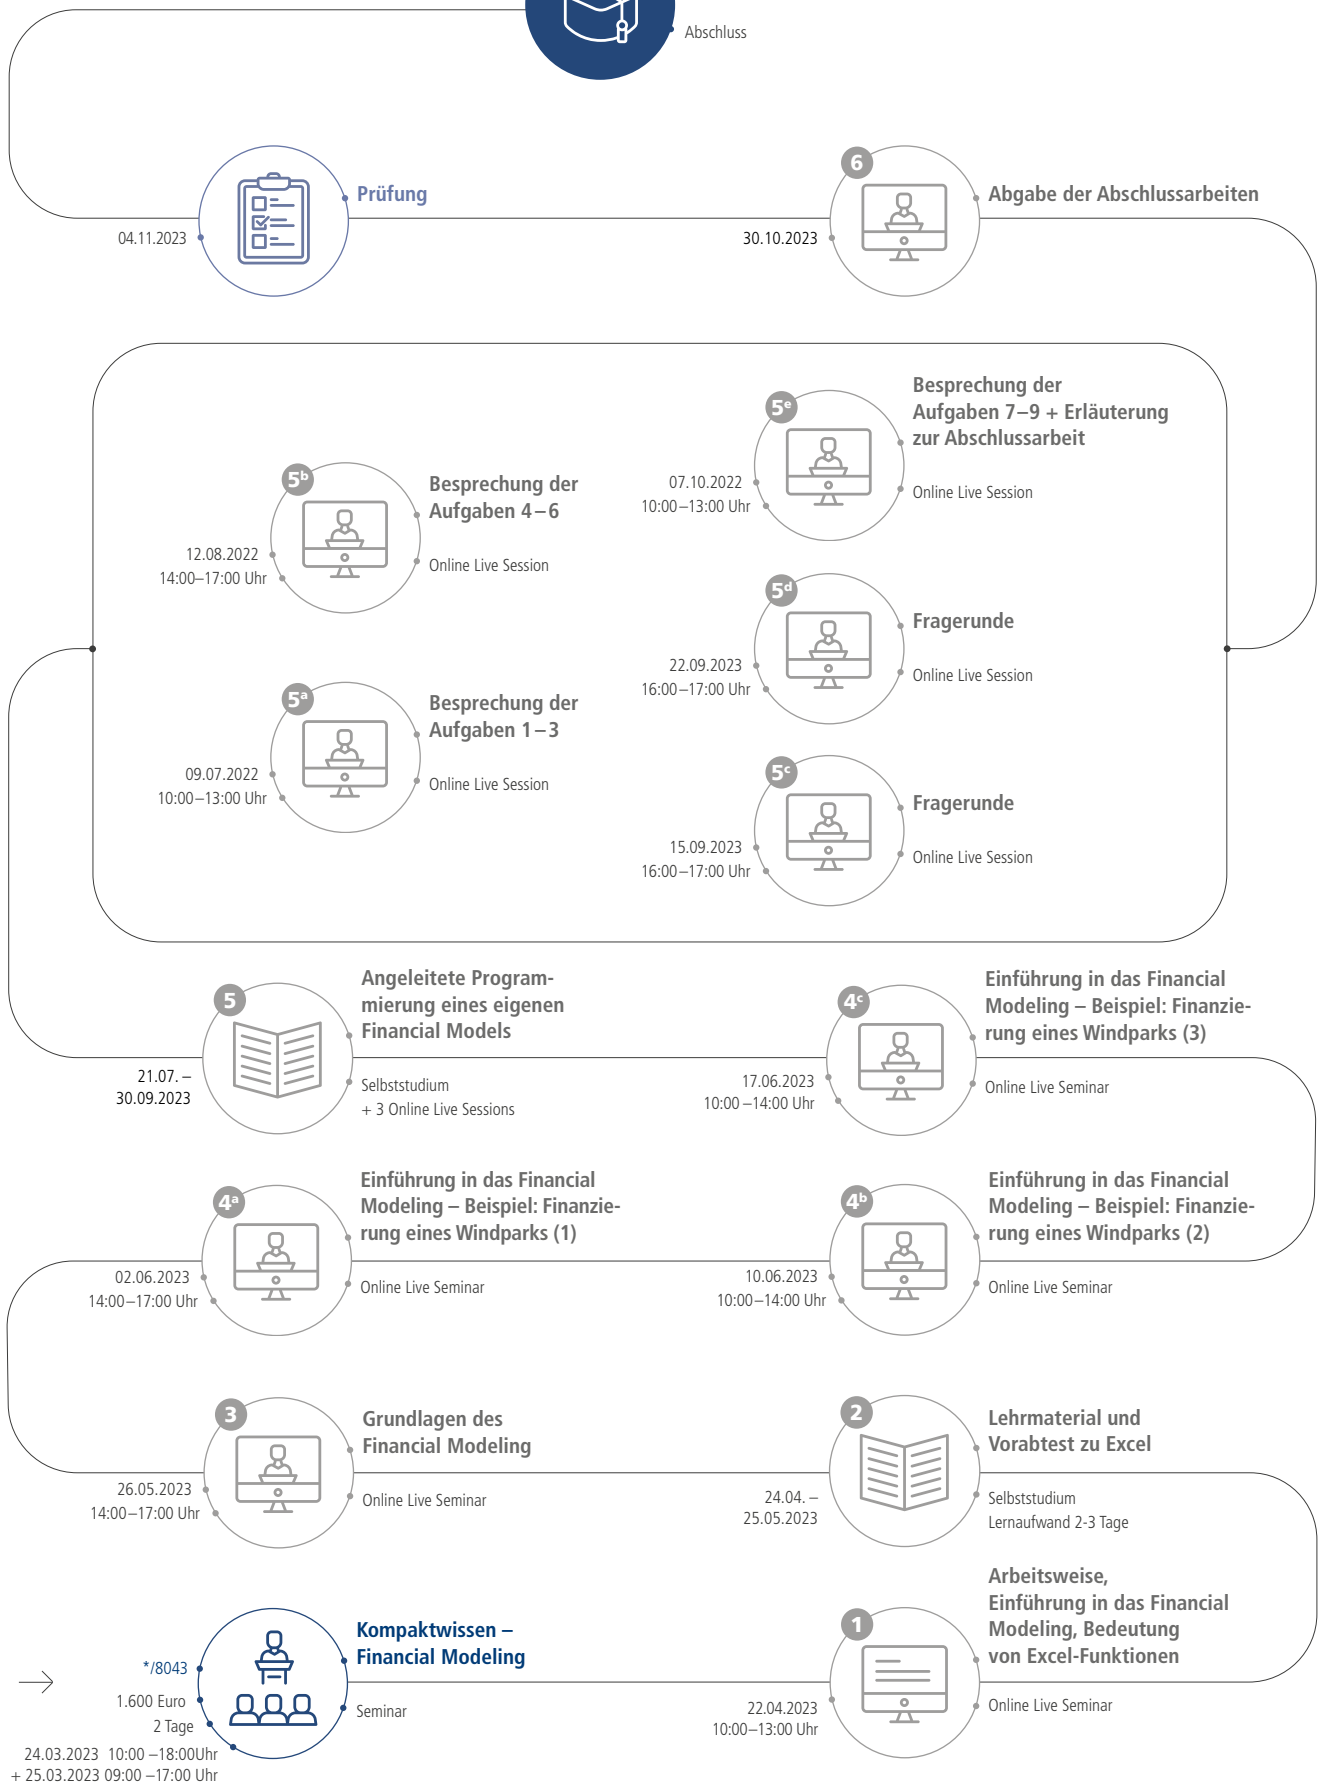 Abschluss
Prüfung
04.11.2023
6
Abgabe der Abschlussarbeiten
30.10.2023
5e
Besprechung der
Aufgaben 7–9 + Erläuterung
zur Abschlussarbeit
07.10.2022
10:00–13:00 Uhr
Online Live Session
5b
Besprechung der
Aufgaben 4–6
12.08.2022
14:00–17:00 Uhr
Online Live Session
5d
Fragerunde
22.09.2023
16:00–17:00 Uhr
Online Live Session
5a
Besprechung der
Aufgaben 1–3
09.07.2022
10:00–13:00 Uhr
Online Live Session
5c
Fragerunde
15.09.2023
16:00–17:00 Uhr
Online Live Session
5
Angeleitete Program-
mierung eines eigenen
Financial Models
21.07. –
30.09.2023
Selbststudium
+ 3 Online Live Sessions
4c
Einführung in das Financial
Modeling – Beispiel: Finanzie-
rung eines Windparks (3)
17.06.2023
10:00–14:00 Uhr
Online Live Seminar
4a
Einführung in das Financial
Modeling – Beispiel: Finanzie-
rung eines Windparks (1)
02.06.2023
14:00–17:00 Uhr
Online Live Seminar
4b
Einführung in das Financial
Modeling – Beispiel: Finanzie-
rung eines Windparks (2)
10.06.2023
10:00–14:00 Uhr
Online Live Seminar
3
Grundlagen des
Financial Modeling
26.05.2023
14:00–17:00 Uhr
Online Live Seminar
2
Lehrmaterial und
Vorabtest zu Excel
24.04. –
25.05.2023
Selbststudium
Lernaufwand 2-3 Tage
Kompaktwissen –
Financial Modeling
*/8043
1.600 Euro
2 Tage
Seminar
24.03.2023 10:00 –18:00Uhr
+ 25.03.2023 09:00 –17:00 Uhr
1
Arbeitsweise,
Einführung in das Financial
Modeling, Bedeutung
von Excel-Funktionen
22.04.2023
10:00–13:00 Uhr
Online Live Seminar